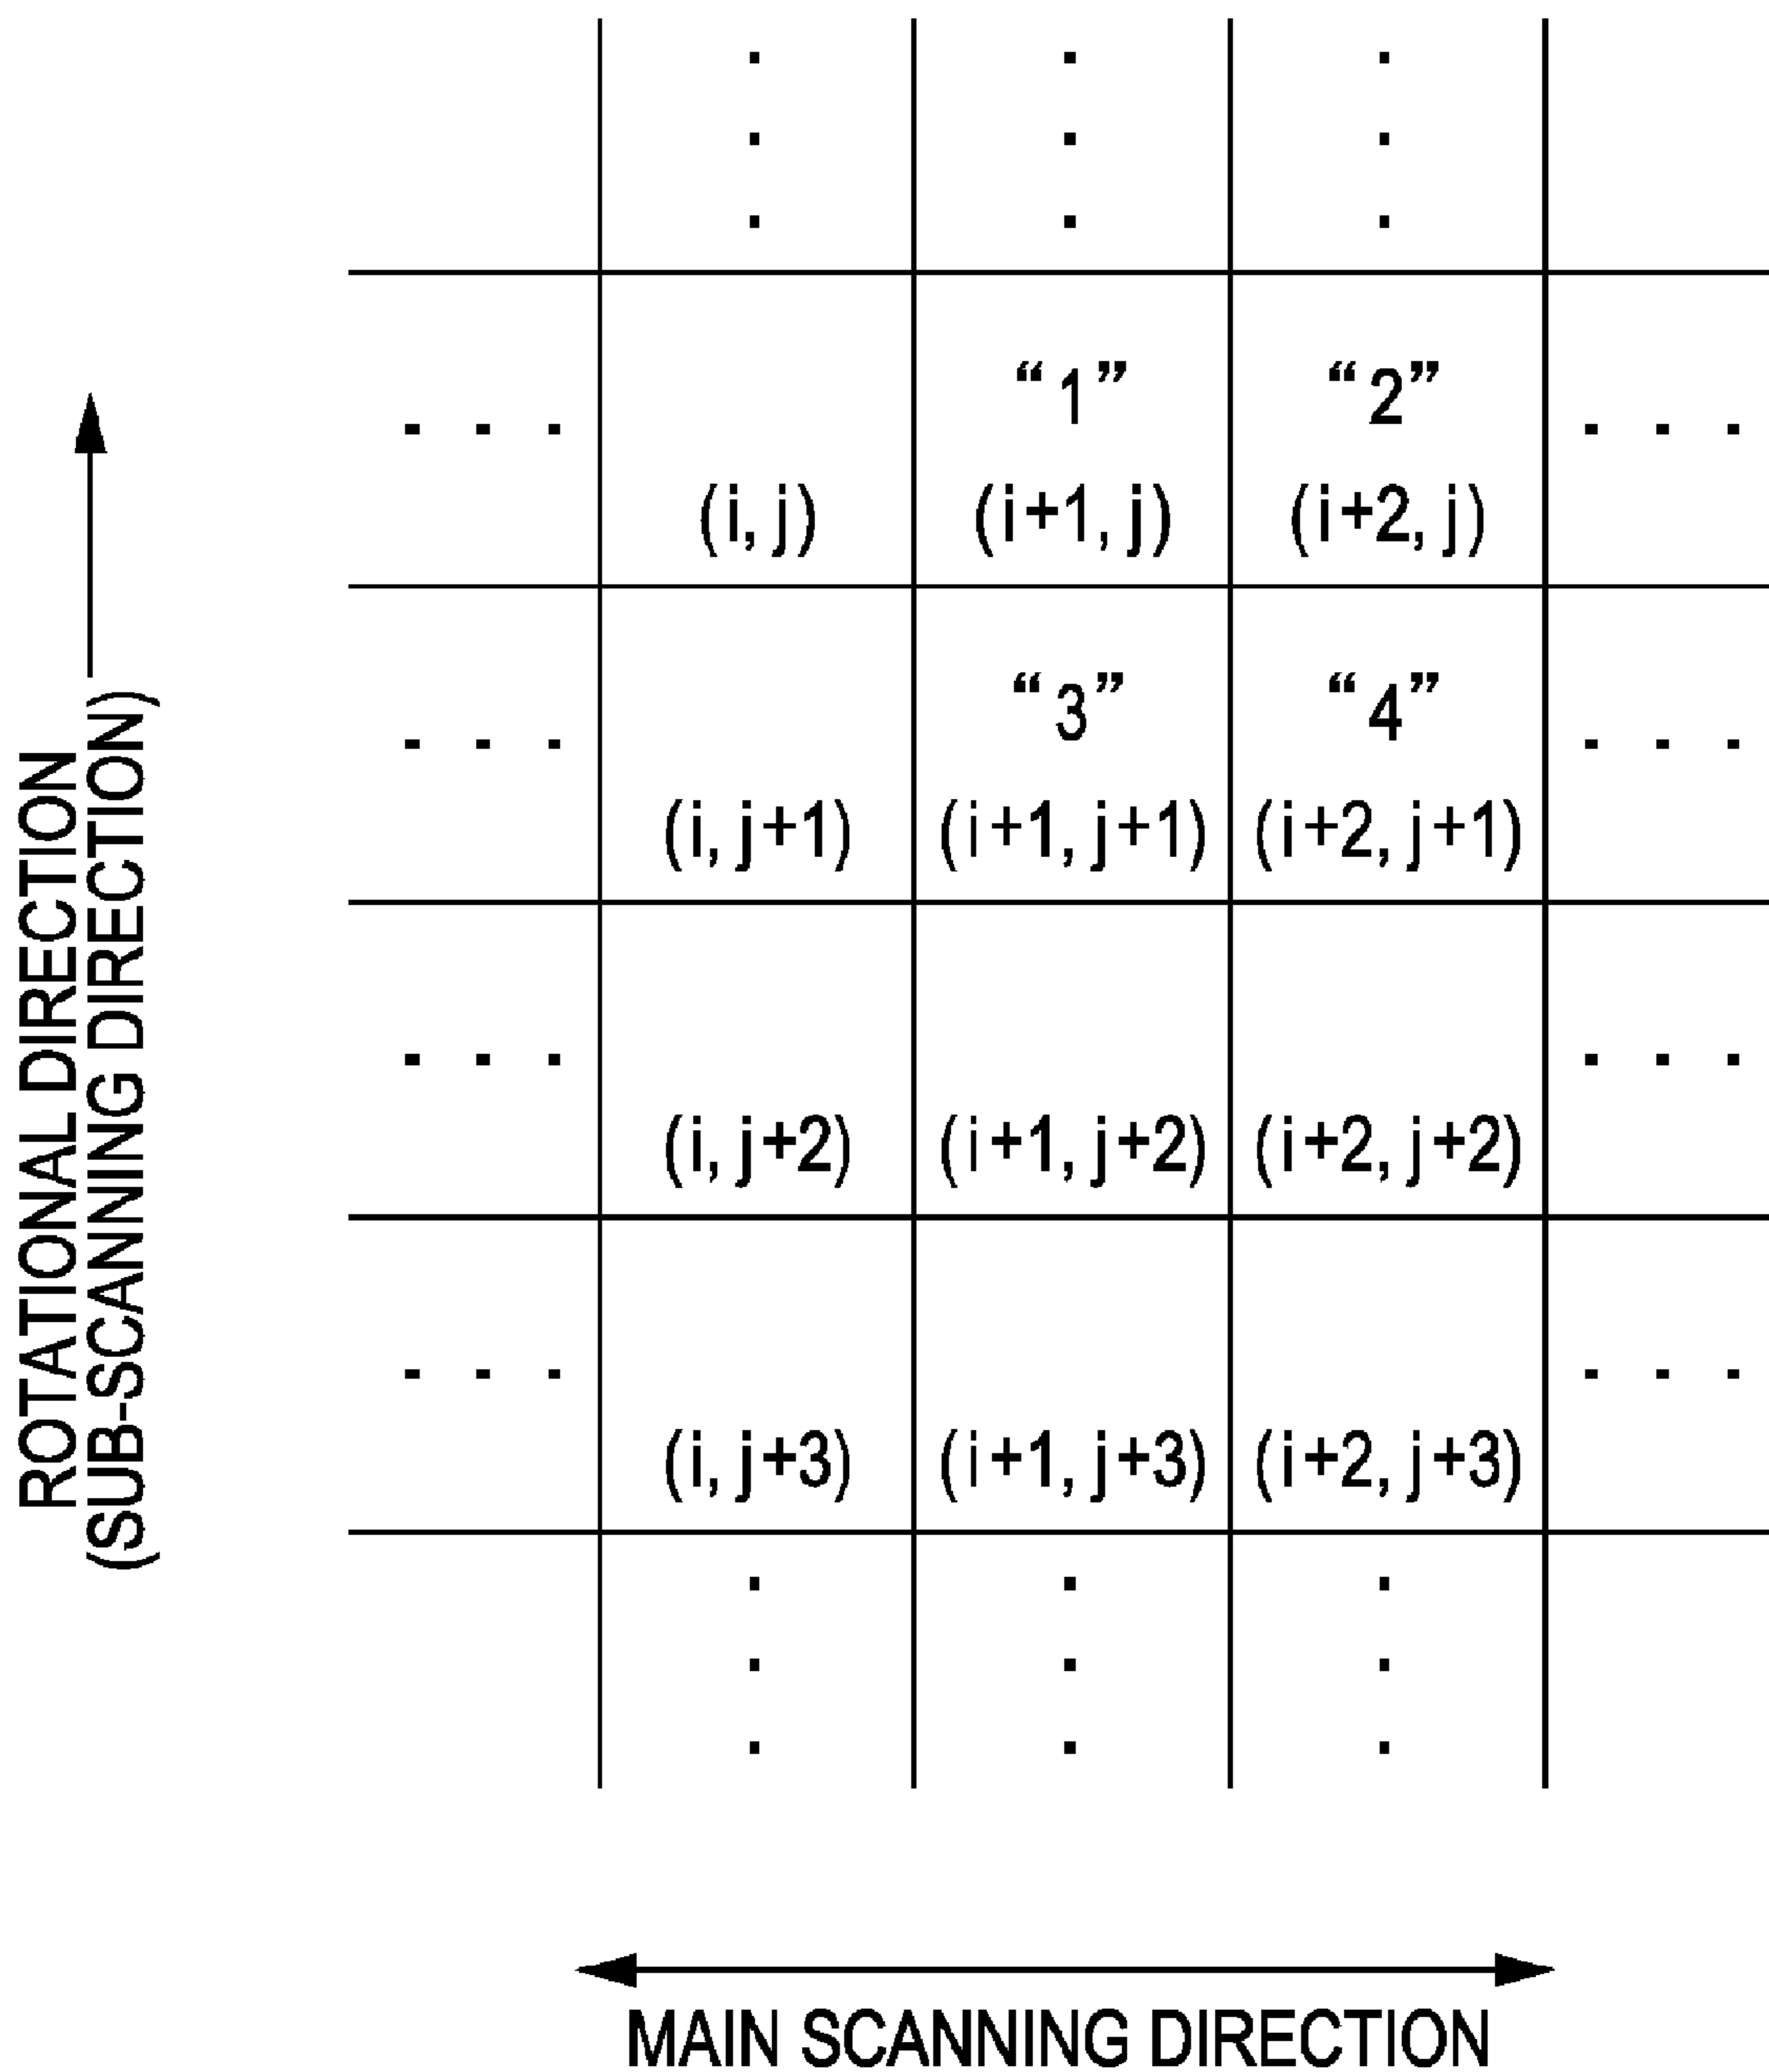 . . .
. . .
. . .
“1” “2”
. . . . . .
(i, j) (i+1, j) (i+2, j)
“3” “4”
. . . . . .
(i, j+1) (i+1, j+1) (i+2, j+1)
. . . . . .
(i, j+2) (i+1, j+2) (i+2, j+2)
. . . . . .
(i, j+3) (i+1, j+3) (i+2, j+3)
. . .
. . .
. . .
ROTATIONAL DIRECTION
(SUB-SCANNING DIRECTION)
MAIN SCANNING DIRECTION